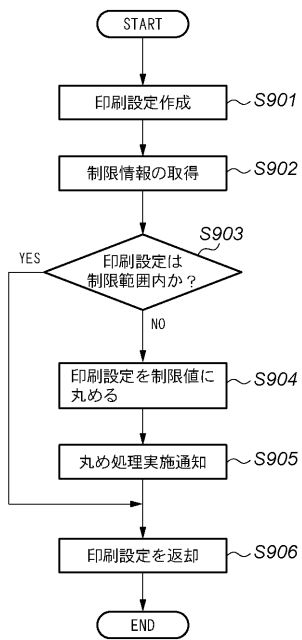 START
印刷設定作成
S901
制限情報の取得
S902
S903
印刷設定は
制限範囲内か？
YES
NO
印刷設定を制限値に
丸める
S904
丸め処理実施通知
S905
印刷設定を返却
S906
END